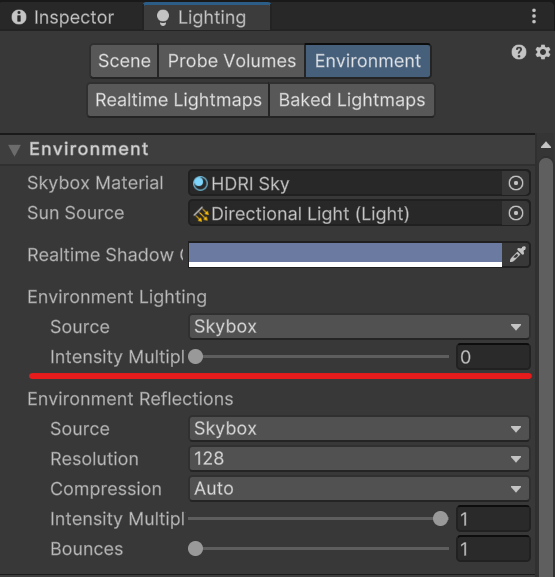 Inspector Lighting
Scene Probe Volumes Environment
Realtime Lightmaps Baked Lightmaps
Environment
Skybox Material HDRI Sky
Sun Source Directional Light (Light)
Realtime Shadow C
Environment Lighting
Source Skybox
Intensity Multipl 0
Environment Reflections
Source Skybox
Resolution 128
Compression Auto
Intensity Multipl 1
Bounces 1